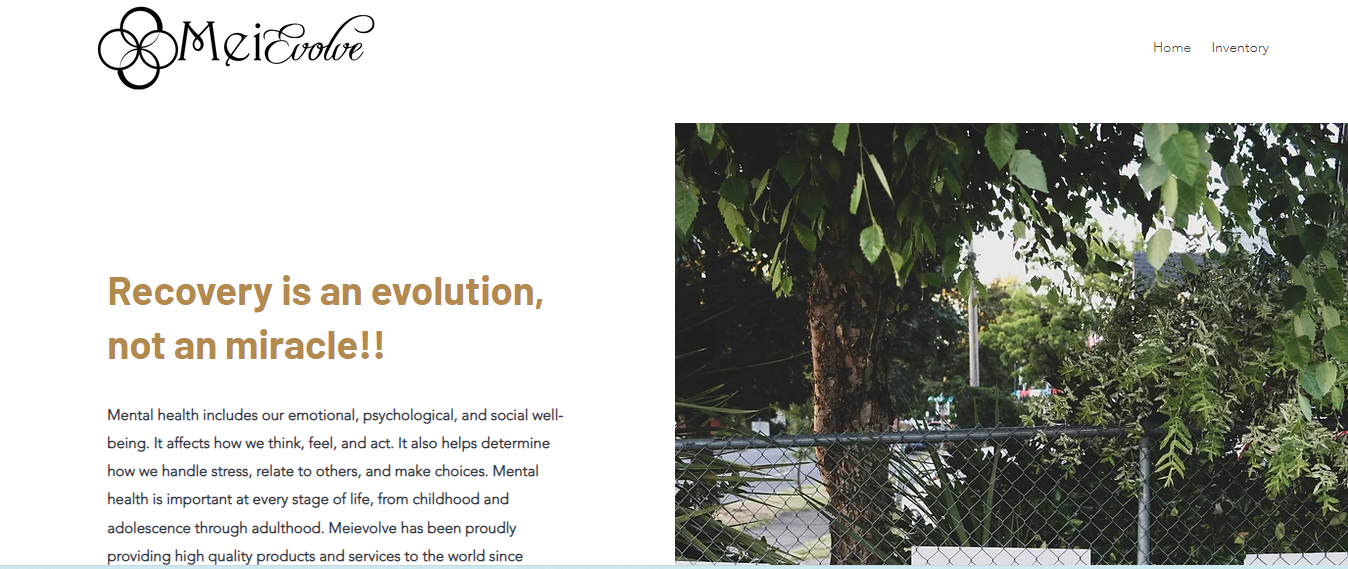 MeiEvolve
Home Inventory
Recovery is an evolution,
not an miracle!!
Mental health includes our emotional, psychological, and social well-
being. It affects how we think, feel, and act. It also helps determine
how we handle stress, relate to others, and make choices. Mental
health is important at every stage of life, from childhood and
adolescence through adulthood. Meievolve has been proudly
providing high quality products and services to the world since